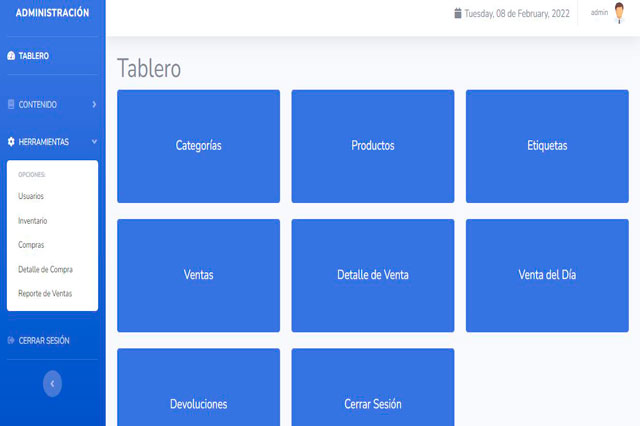 ADMINISTRACIÓN
TABLERO
CONTENIDO
HERRAMIENTAS
OPCIONES:
Usuarios
Inventario
Compras
Detalle de Compra
Reporte de Ventas
CERRAR SESIÓN
Tuesday, 08 de February, 2022
admin
Tablero
Categorías
Productos
Etiquetas
Ventas
Detalle de Venta
Venta del Día
Devoluciones
Cerrar Sesión